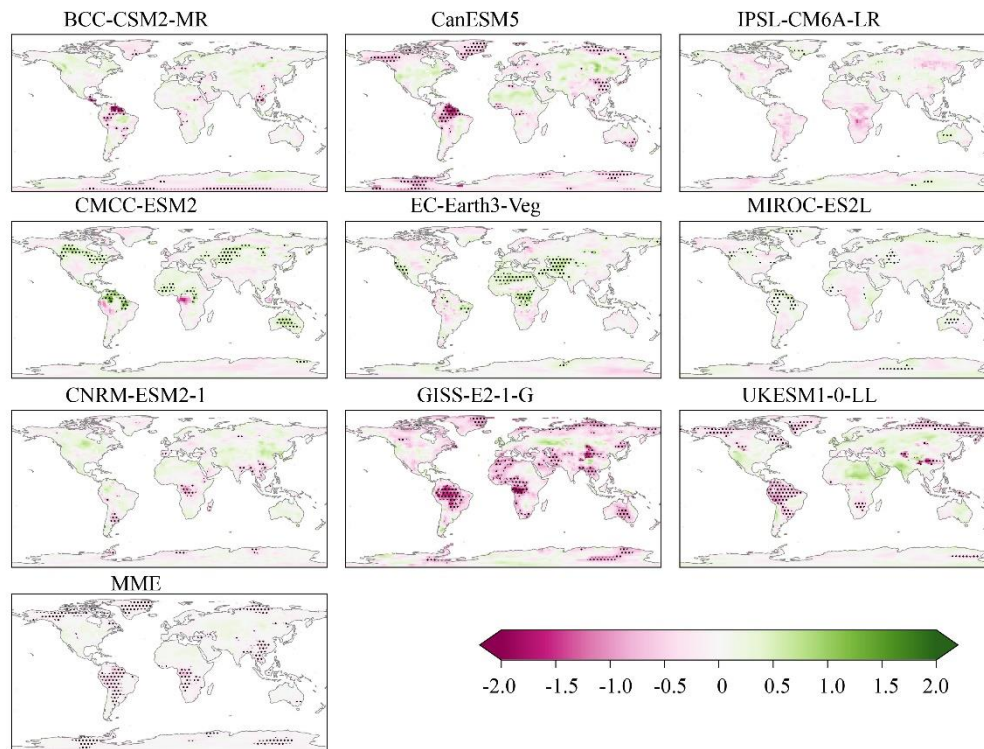 BCC-CSM2-MR CanESM5 IPSL-CM6A-LR
CMCC-ESM2 EC-Earth3-Veg MIROC-ES2L
CNRM-ESM2-1 GISS-E2-1-G UKESM1-0-LL
MME
-2.0 -1.5 -1.0 -0.5 0 0.5 1.0 1.5 2.0